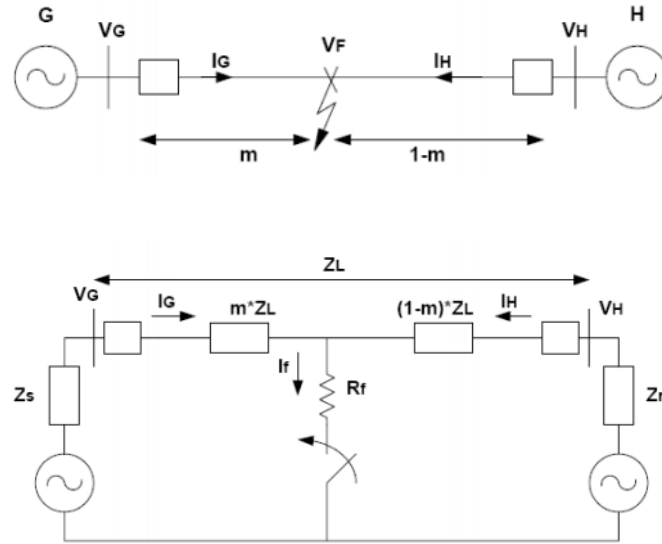 G H
VG VF VH
IG IH
m 1-m
ZL
VG IG m*ZL (1-m)*ZL IH VH
If Rf
Zs Zr